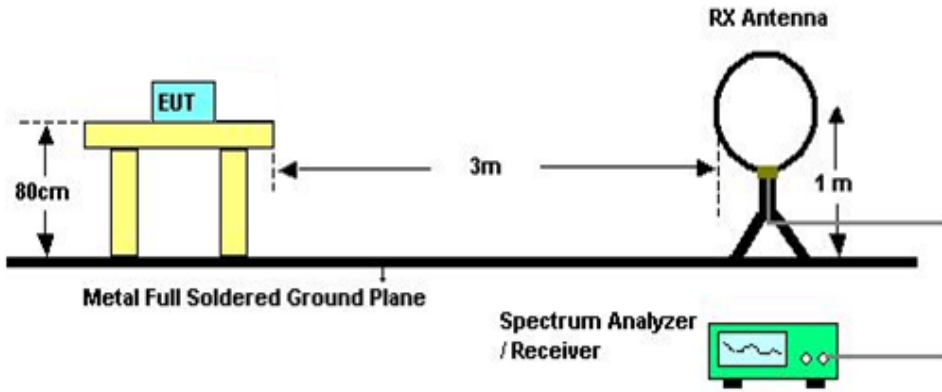 RX Antenna
EUT
80cm
3m
1 m
Metal Full Soldered Ground Plane
Spectrum Analyzer
/ Receiver